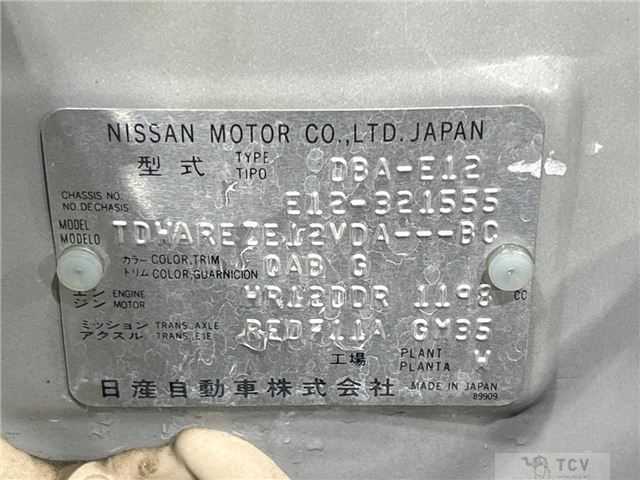 NISSAN MOTOR CO.,LTD. JAPAN
型式 TYPE TIPO DBA-E12
CHASSIS NO. NO. DECHASIS E12-321555
MODEL MODELO TDWAREZE12VDA---BC
カラー COLOR, TRIM
トリム COLOR, GUARNICION QAB G
エンジン ENGINE MOTOR HR12DDR 1198 CC
ミッション TRANS. AXLE
アクスル TRANS. EJE RE0F11A GM35
工場 PLANT PLANTA W
日産自動車株式会社 MADE IN JAPAN
89909
TCV